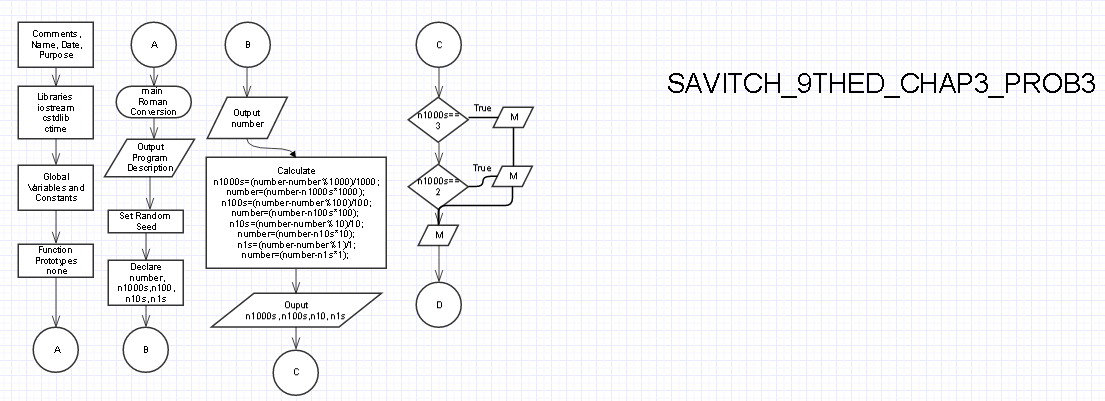 Comments,
Name, Date,
Purpose
Libraries
iostream
cstdlib
ctime
Global
Variables and
Constants
Function
Prototypes
none
A
A
main
Roman
Conversion
Output
Program
Description
Set Random
Seed
Declare
number,
n1000s,n100,
n10s,n1s
B
B
Output
number
Calculate
n1000s=(number-number%1000)/1000;
number=(number-n1000s*1000);
n100s=(number-number%100)/100;
number=(number-n100s*100);
n10s=(number-number%10)/10;
number=(number-n10s*10);
n1s=(number-number%1)/1;
number=(number-n1s*1);
Ouput
n1000s,n100s,n10,n1s
C
C
n1000s==
3
True
M
n1000s==
2
True
M
M
D
SAVITCH_9THED_CHAP3_PROB3